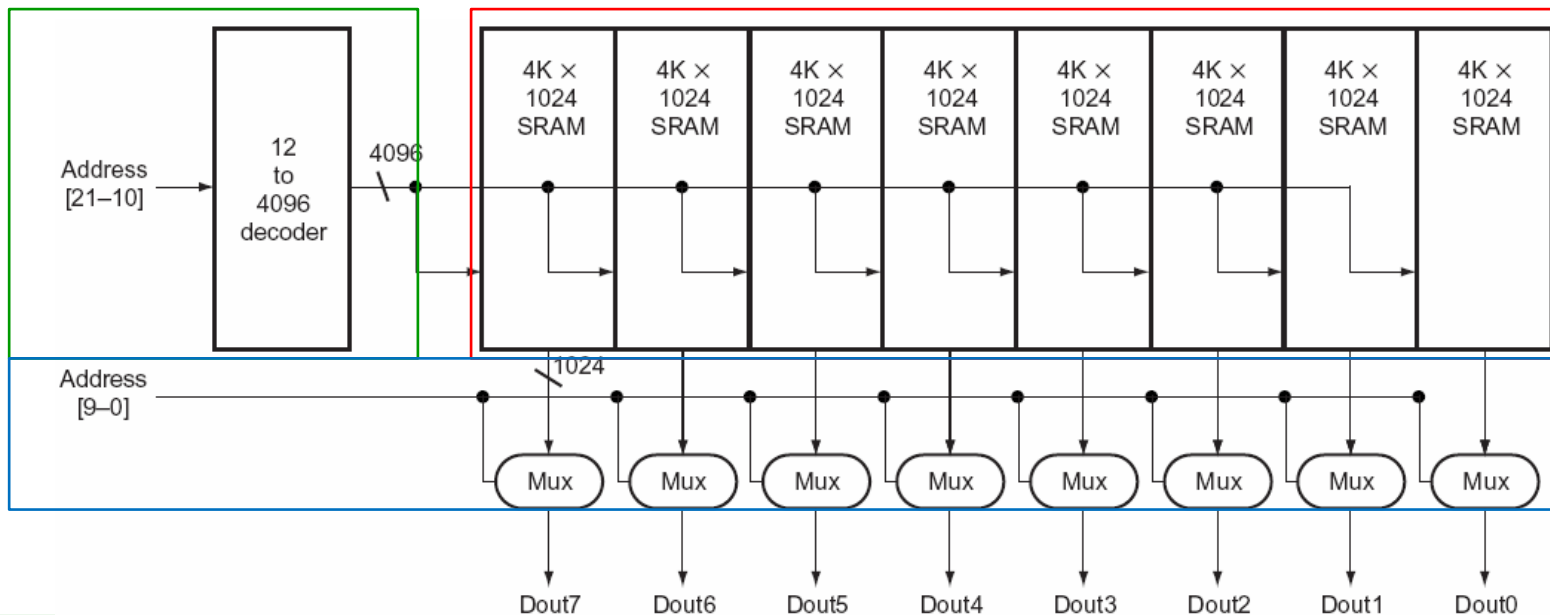 4K ×
1024
SRAM
4K ×
1024
SRAM
4K ×
1024
SRAM
4K ×
1024
SRAM
4K ×
1024
SRAM
4K ×
1024
SRAM
4K ×
1024
SRAM
4K ×
1024
SRAM
Address
[21–10]
12
to
4096
decoder
4096
Address
[9–0]
1024
Mux
Mux
Mux
Mux
Mux
Mux
Mux
Mux
Dout7
Dout6
Dout5
Dout4
Dout3
Dout2
Dout1
Dout0